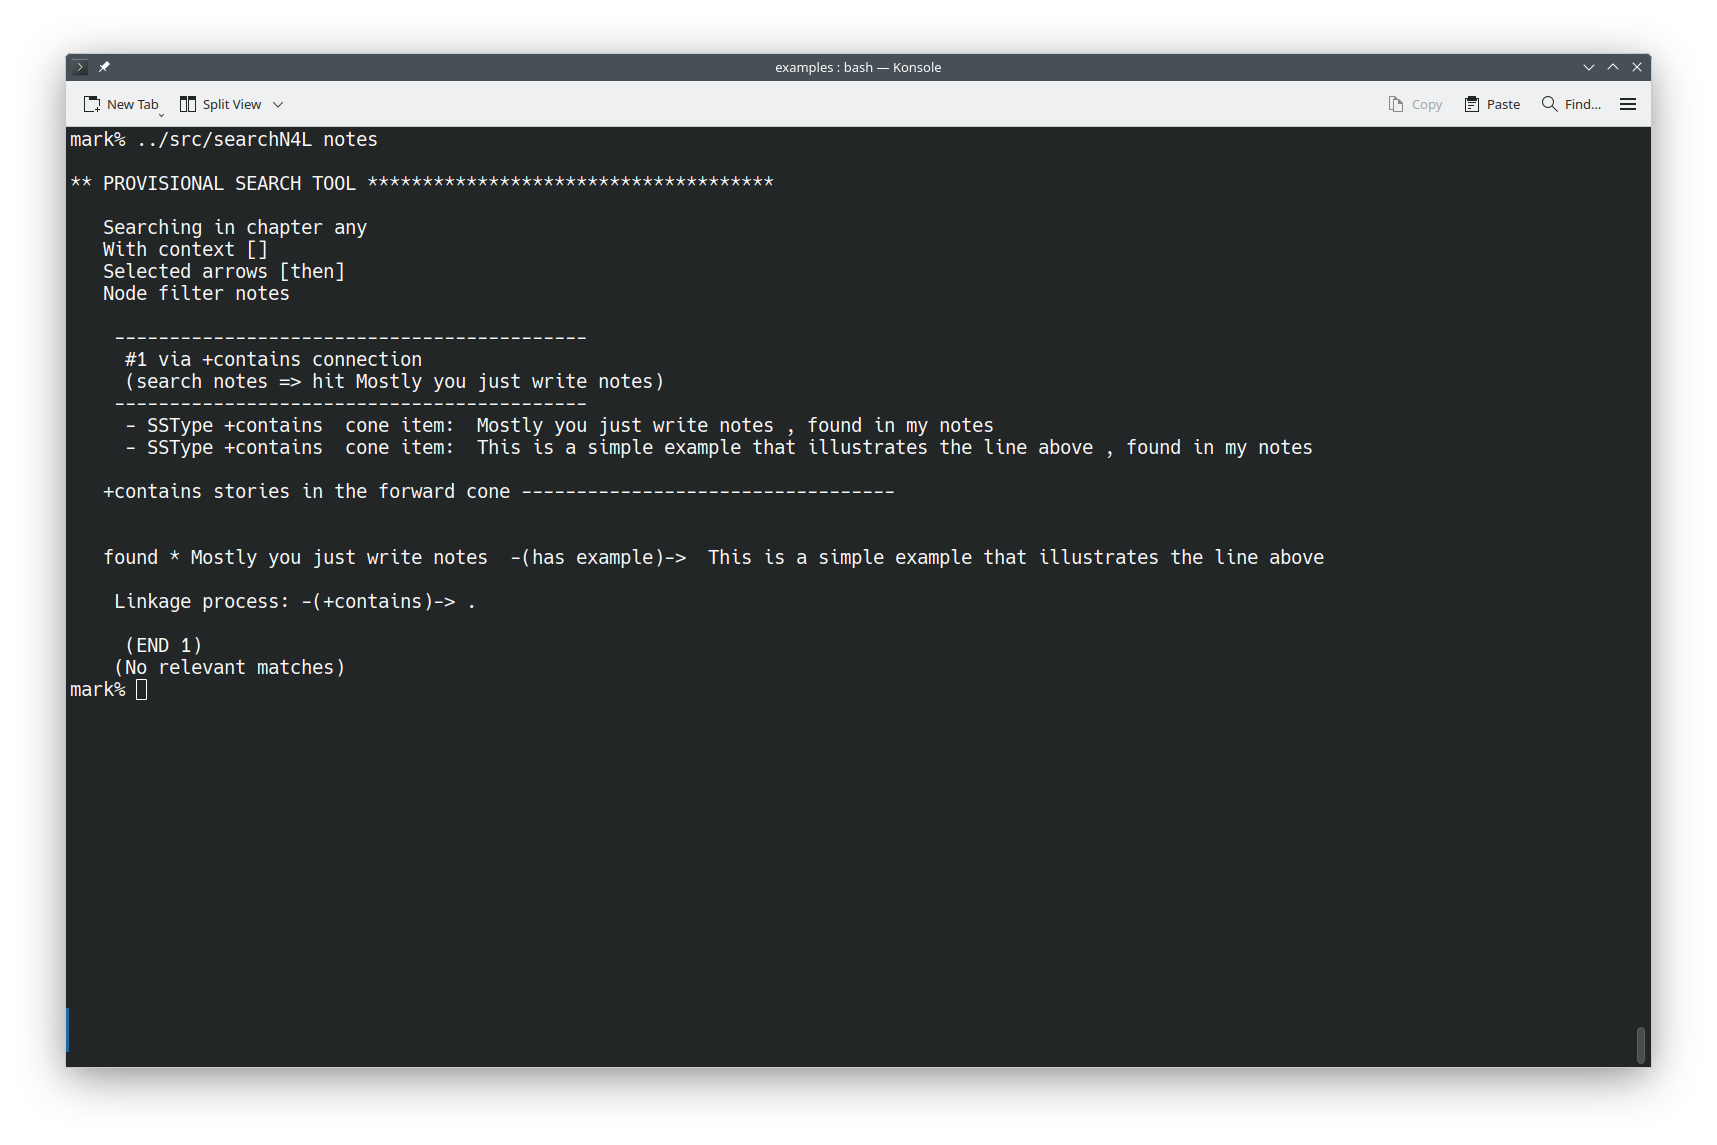 examples : bash — Konsole
New Tab Split View Copy Paste Find...
mark% ../src/searchN4L notes
** PROVISIONAL SEARCH TOOL *************************************
Searching in chapter any
With context []
Selected arrows [then]
Node filter notes
-------------------------------------------
#1 via +contains connection
(search notes => hit Mostly you just write notes)
-------------------------------------------
- SSType +contains  cone item:  Mostly you just write notes , found in my notes
- SSType +contains  cone item:  This is a simple example that illustrates the line above , found in my notes
+contains stories in the forward cone ----------------------------------
found * Mostly you just write notes  -(has example)->  This is a simple example that illustrates the line above
Linkage process: -(+contains)-> .
(END 1)
(No relevant matches)
mark%